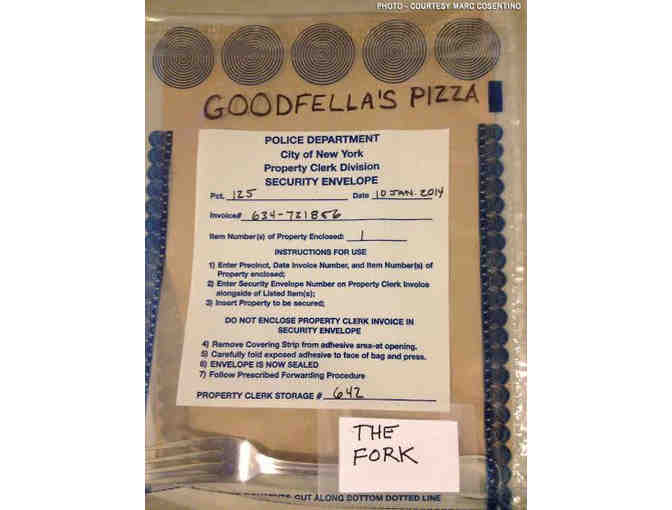 PHOTO - COURTESY MARC COSENTINO
GOODFELLA'S PIZZA
POLICE DEPARTMENT
City of New York
Property Clerk Division
SECURITY ENVELOPE
Pct. 125 Date 10 JAN. 2014
Invoice# 634-721856
Item Number(s) of Property Enclosed: 1
INSTRUCTIONS FOR USE
1) Enter Precinct, Date Invoice Number, and Item Number(s) of
Property enclosed;
2) Enter Security Envelope Number on Property Clerk Invoice
alongside of Listed Item(s);
3) Insert Property to be secured;
DO NOT ENCLOSE PROPERTY CLERK INVOICE IN
SECURITY ENVELOPE
4) Remove Covering Strip from adhesive area-at opening.
5) Carefully fold exposed adhesive to face of bag and press.
6) ENVELOPE IS NOW SEALED
7) Follow Prescribed Forwarding Procedure
PROPERTY CLERK STORAGE # 642
THE
FORK
CUT ALONG BOTTOM DOTTED LINE